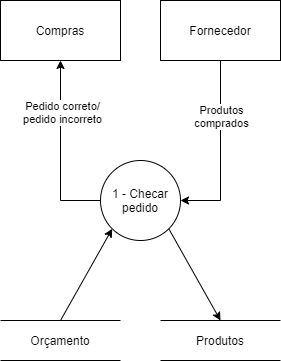 Compras
Fornecedor
Pedido correto/
pedido incorreto
Produtos
comprados
1 - Checar
pedido
Orçamento
Produtos